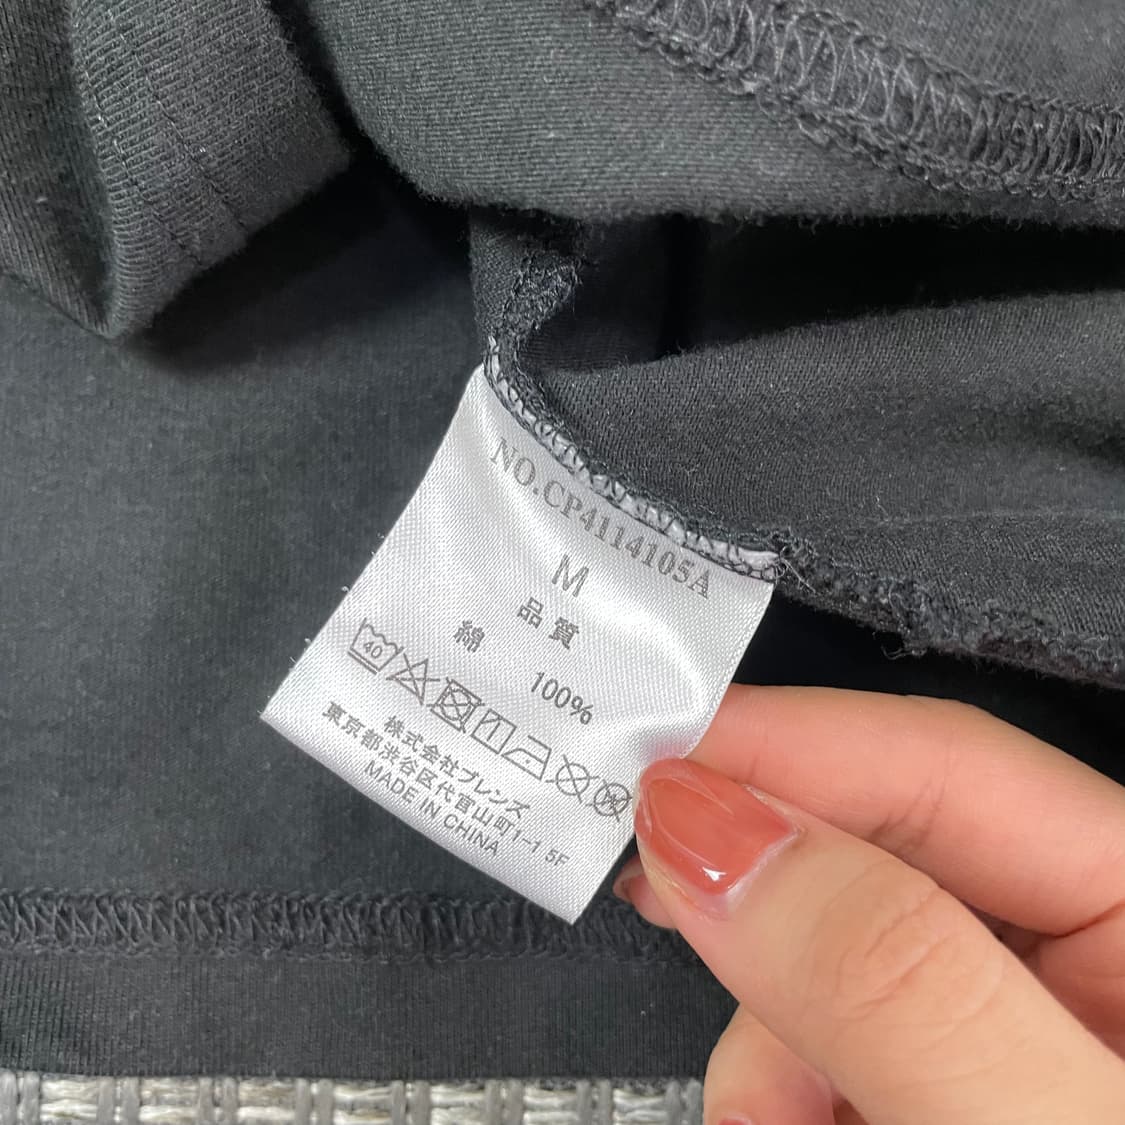 NO.CP4114105A
M
品質
綿 100%
40
株式会社ブレンズ
東京都渋谷区代官山町1-1 5F
MADE IN CHINA